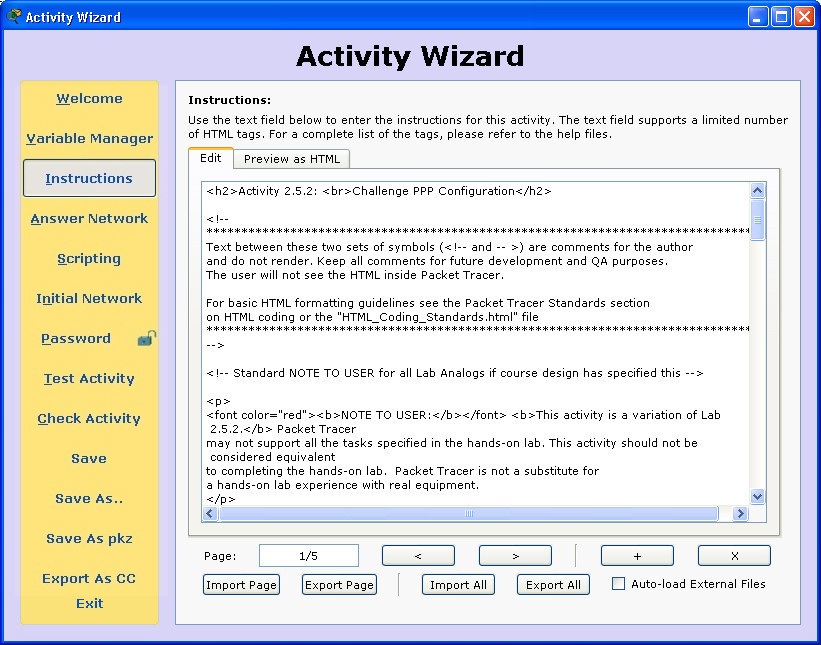 Activity Wizard
Activity Wizard
Welcome
Variable Manager
Instructions
Answer Network
Scripting
Initial Network
Password
Test Activity
Check Activity
Save
Save As..
Save As pkz
Export As CC
Exit
Instructions:
Use the text field below to enter the instructions for this activity. The text field supports a limited number
of HTML tags. For a complete list of the tags, please refer to the help files.
Edit
Preview as HTML
<h2>Activity 2.5.2: <br>Challenge PPP Configuration</h2>
<!--
******************************************************************************
Text between these two sets of symbols (<!-- and -- >) are comments for the author
and do not render. Keep all comments for future development and QA purposes.
The user will not see the HTML inside Packet Tracer.
For basic HTML formatting guidelines see the Packet Tracer Standards section
on HTML coding or the "HTML_Coding_Standards.html" file
******************************************************************************
-->
<!-- Standard NOTE TO USER for all Lab Analogs if course design has specified this -->
<p>
<font color="red"><b>NOTE TO USER:</b></font> <b>This activity is a variation of Lab
2.5.2.</b> Packet Tracer
may not support all the tasks specified in the hands-on lab. This activity should not be
considered equivalent
to completing the hands-on lab.  Packet Tracer is not a substitute for
a hands-on lab experience with real equipment.
</p>
Page:
1/5
<
>
+
X
Import Page
Export Page
Import All
Export All
Auto-load External Files